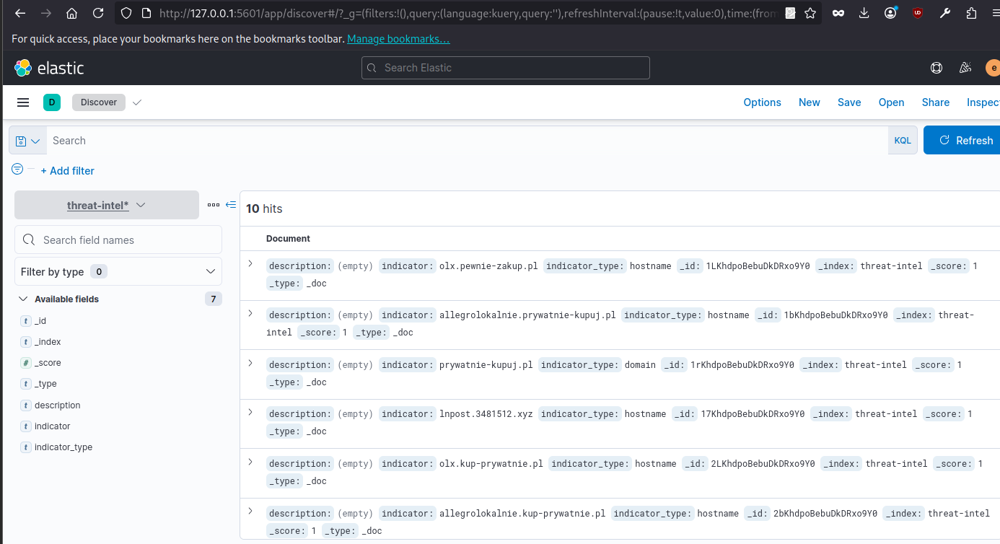 http://127.0.0.1:5601/app/discover#/?_g=(filters:!(),query:(language:kuery,query:''),refreshInterval:(pause:!t,value:0),time:(from
For quick access, place your bookmarks here on the bookmarks toolbar. Manage bookmarks…
elastic Search Elastic e
D Discover Options New Save Open Share Inspec
Search KQL Refresh
+ Add filter
threat-intel* 10 hits
Search field names
Document
Filter by type 0
Available fields 7
_id
_index
_score
_type
description
indicator
indicator_type
description: (empty) indicator: olx.pewnie-zakup.pl indicator_type: hostname _id: 1LKhdpoBebuDkDRxo9Y0 _index: threat-intel _score: 1
_type: _doc
description: (empty) indicator: allegrolokalnie.prywatnie-kupuj.pl indicator_type: hostname _id: 1bKhdpoBebuDkDRxo9Y0 _index: threat-
intel _score: 1 _type: _doc
description: (empty) indicator: prywatnie-kupuj.pl indicator_type: domain _id: 1rKhdpoBebuDkDRxo9Y0 _index: threat-intel _score: 1
_type: _doc
description: (empty) indicator: lnpost.3481512.xyz indicator_type: hostname _id: 17KhdpoBebuDkDRxo9Y0 _index: threat-intel _score: 1
_type: _doc
description: (empty) indicator: olx.kup-prywatnie.pl indicator_type: hostname _id: 2LKhdpoBebuDkDRxo9Y0 _index: threat-intel _score: 1
_type: _doc
description: (empty) indicator: allegrolokalnie.kup-prywatnie.pl indicator_type: hostname _id: 2bKhdpoBebuDkDRxo9Y0 _index: threat-intel
_score: 1 _type: _doc